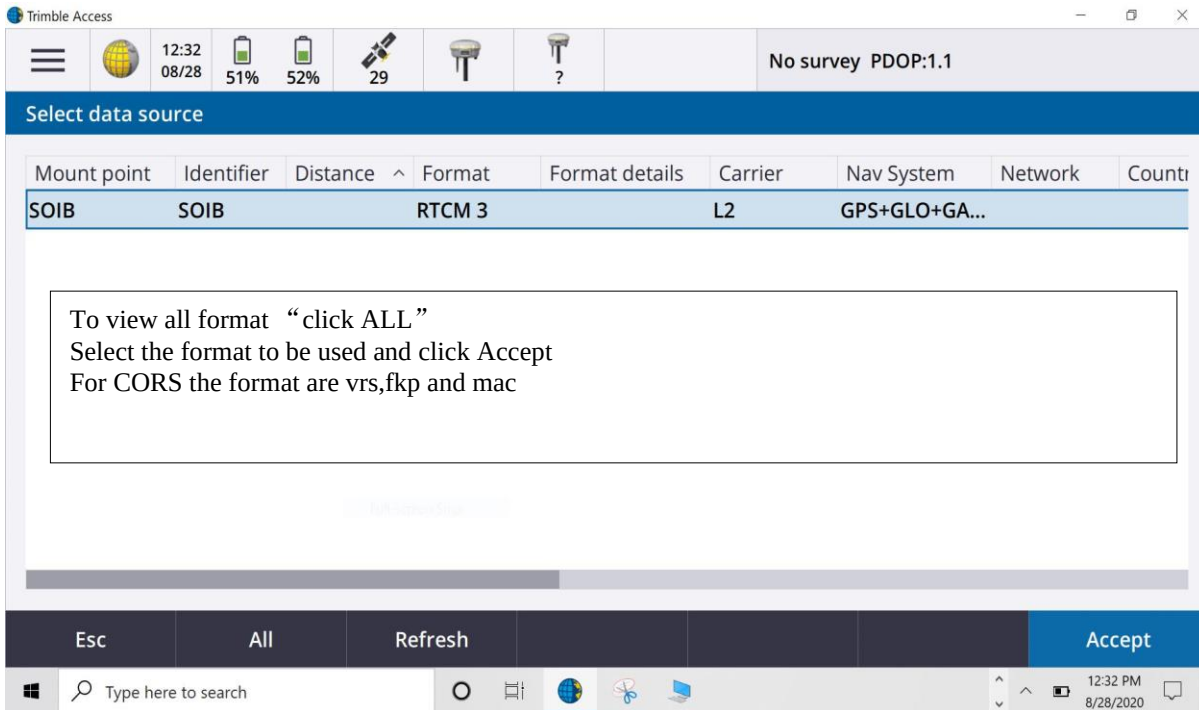 Trimble Access
12:32
08/28
51%
52%
29
?
No survey PDOP:1.1
Select data source
Mount point Identifier Distance Format Format details Carrier Nav System Network Countr
SOIB SOIB RTCM 3 L2 GPS+GLO+GA...
To view all format “click ALL”
Select the format to be used and click Accept
For CORS the format are vrs,fkp and mac
Esc All Refresh Accept
Type here to search
12:32 PM
8/28/2020